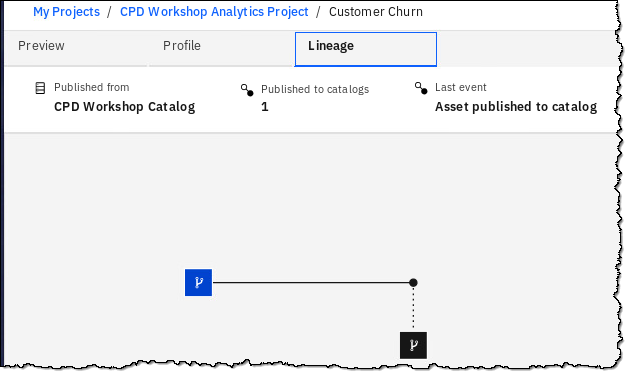 My Projects / CPD Workshop Analytics Project / Customer Churn
Preview Profile Lineage
Published from Published to catalogs Last event
CPD Workshop Catalog 1 Asset published to catalog